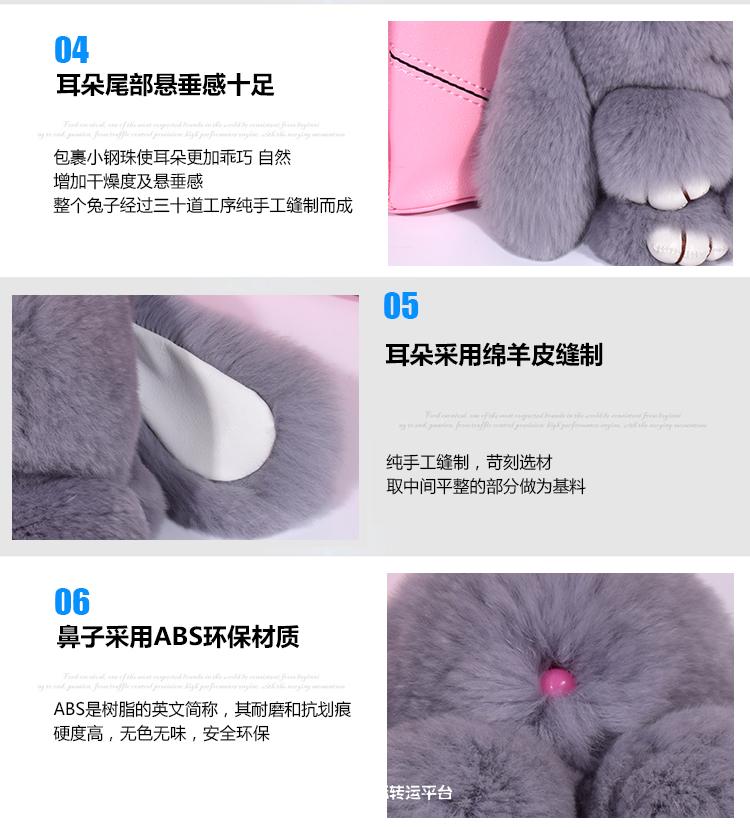 04
耳朵尾部悬垂感十足
包裹小钢珠使耳朵更加乖巧 自然
增加干燥度及悬垂感
整个兔子经过三十道工序纯手工缝制而成
05
耳朵采用绵羊皮缝制
纯手工缝制，苛刻选材
取中间平整的部分做为基料
06
鼻子采用ABS环保材质
ABS是树脂的英文简称，其耐磨和抗划痕
硬度高，无色无味，安全环保
转运平台